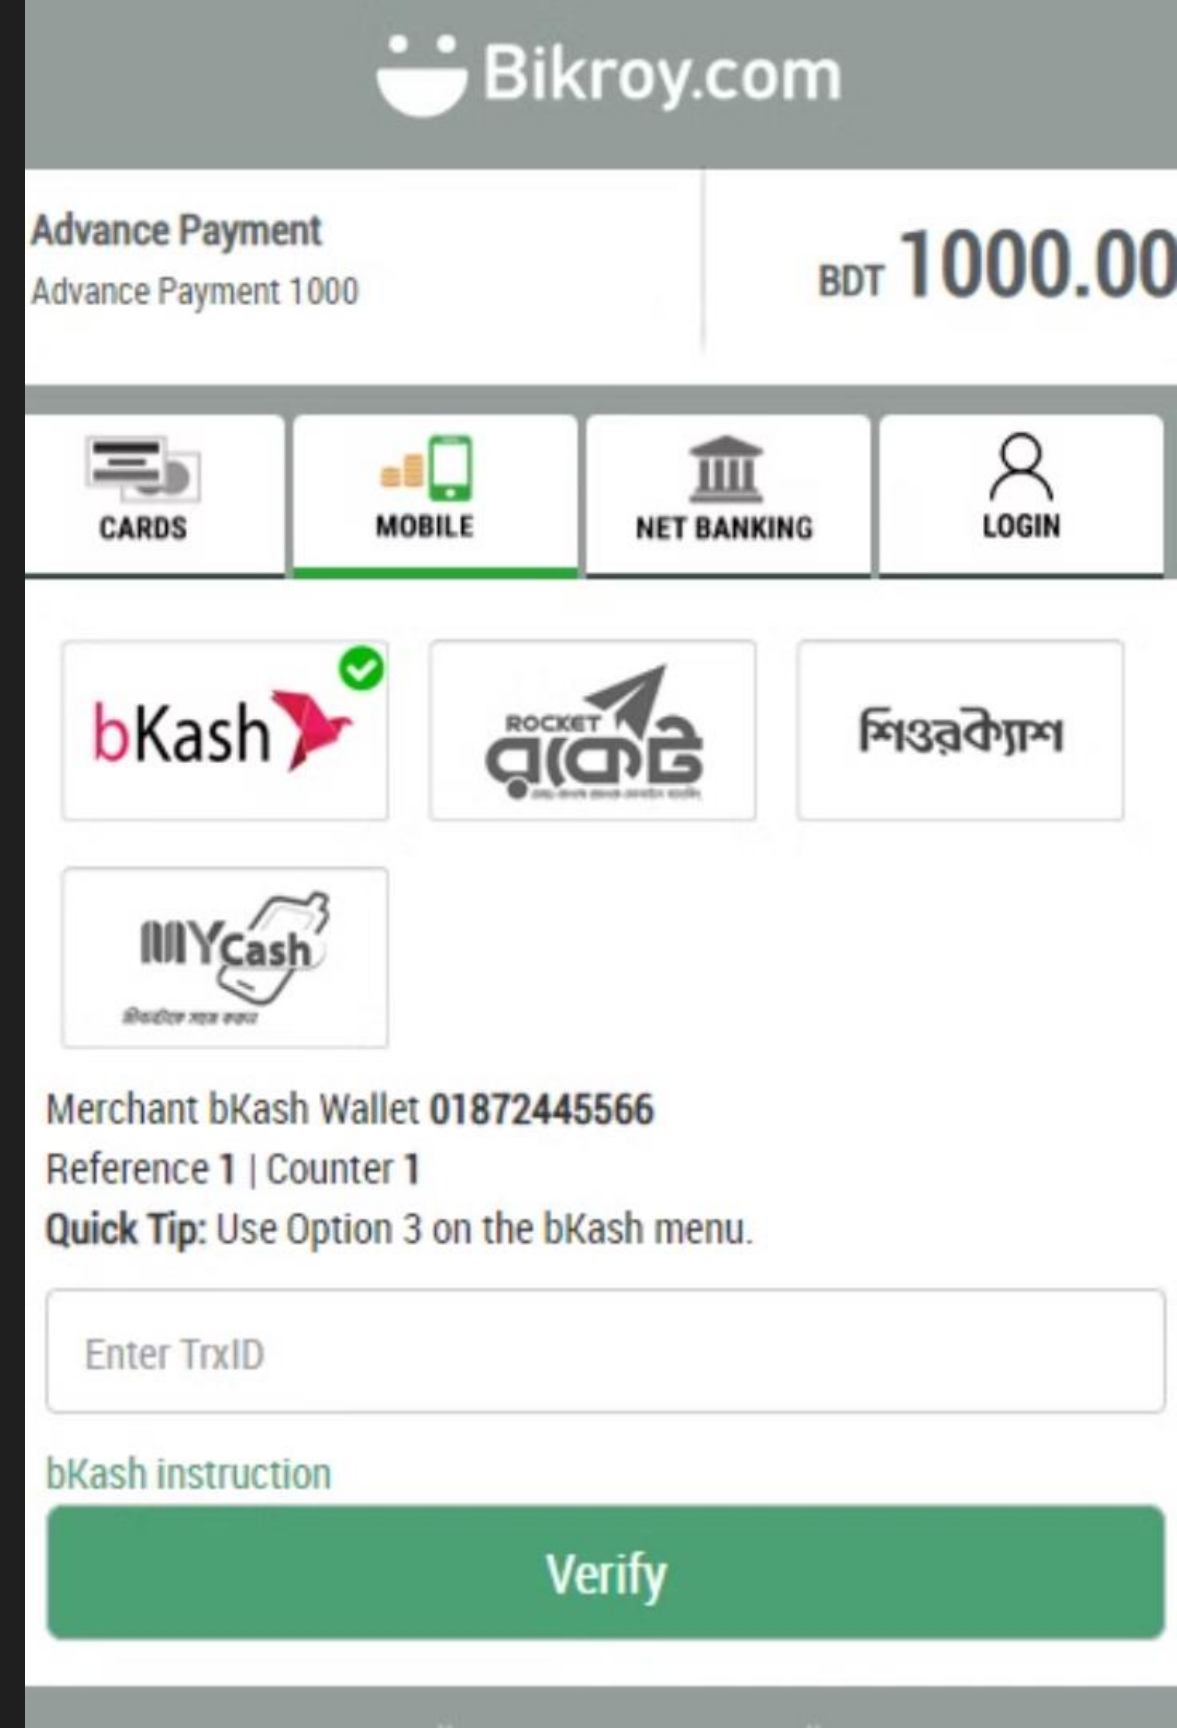 Bikroy.com
Advance Payment
Advance Payment 1000
BDT 1000.00
CARDS
MOBILE
NET BANKING
LOGIN
bKash
ROCKET
রকেট
শিওরক্যাশ
MYCash
Merchant bKash Wallet 01872445566
Reference 1 | Counter 1
Quick Tip: Use Option 3 on the bKash menu.
Enter TrxID
bKash instruction
Verify